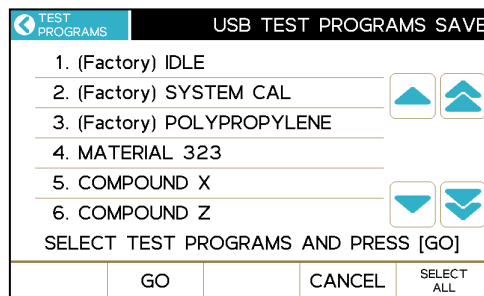 TEST
PROGRAMS
USB TEST PROGRAMS SAVE
1. (Factory) IDLE
2. (Factory) SYSTEM CAL
3. (Factory) POLYPROPYLENE
4. MATERIAL 323
5. COMPOUND X
6. COMPOUND Z
SELECT TEST PROGRAMS AND PRESS [GO]
GO
CANCEL
SELECT
ALL